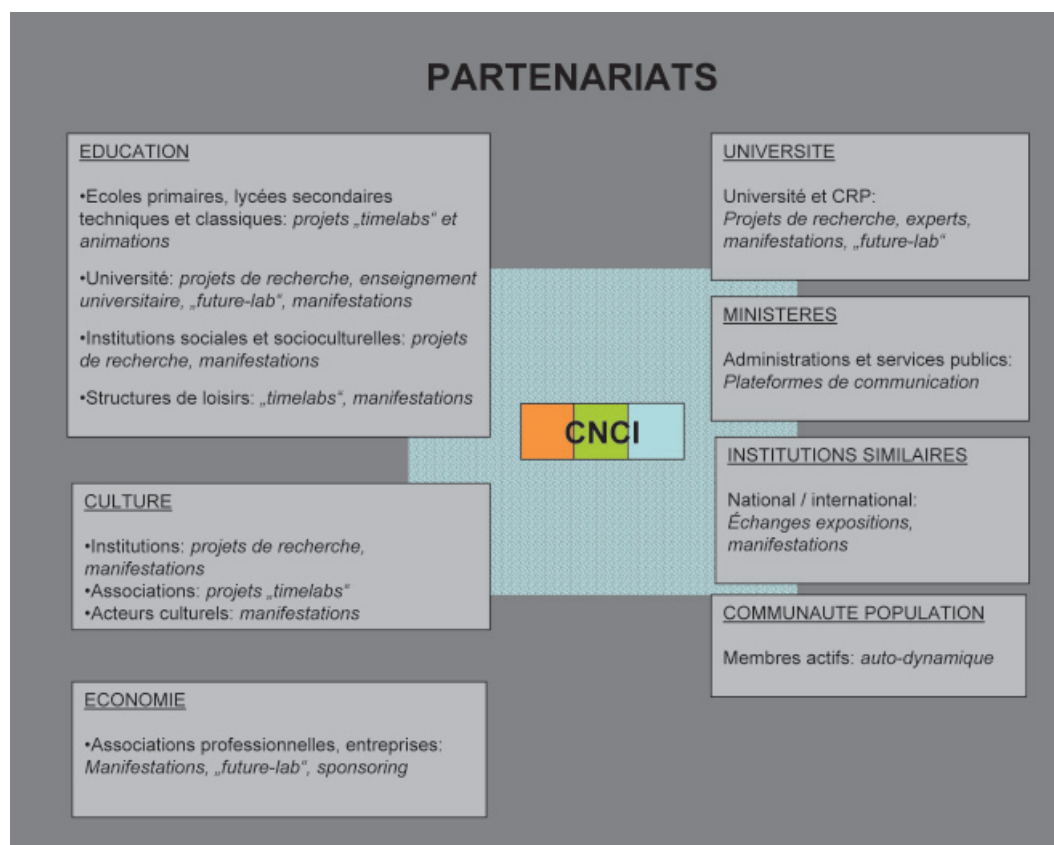 PARTENARIATS
EDUCATION
•Ecoles primaires, lycées secondaires
techniques et classiques: projets „timelabs“ et
animations
•Université: projets de recherche, enseignement
universitaire, „future-lab“, manifestations
•Institutions sociales et socioculturelles: projets
de recherche, manifestations
•Structures de loisirs: „timelabs“, manifestations
CULTURE
•Institutions: projets de recherche,
manifestations
•Associations: projets „timelabs“
•Acteurs culturels: manifestations
ECONOMIE
•Associations professionnelles, entreprises:
Manifestations, „future-lab“, sponsoring
CNCI
UNIVERSITE
Université et CRP:
Projets de recherche, experts,
manifestations, „future-lab“
MINISTERES
Administrations et services publics:
Plateformes de communication
INSTITUTIONS SIMILAIRES
National / international:
Échanges expositions,
manifestations
COMMUNAUTE POPULATION
Membres actifs: auto-dynamique